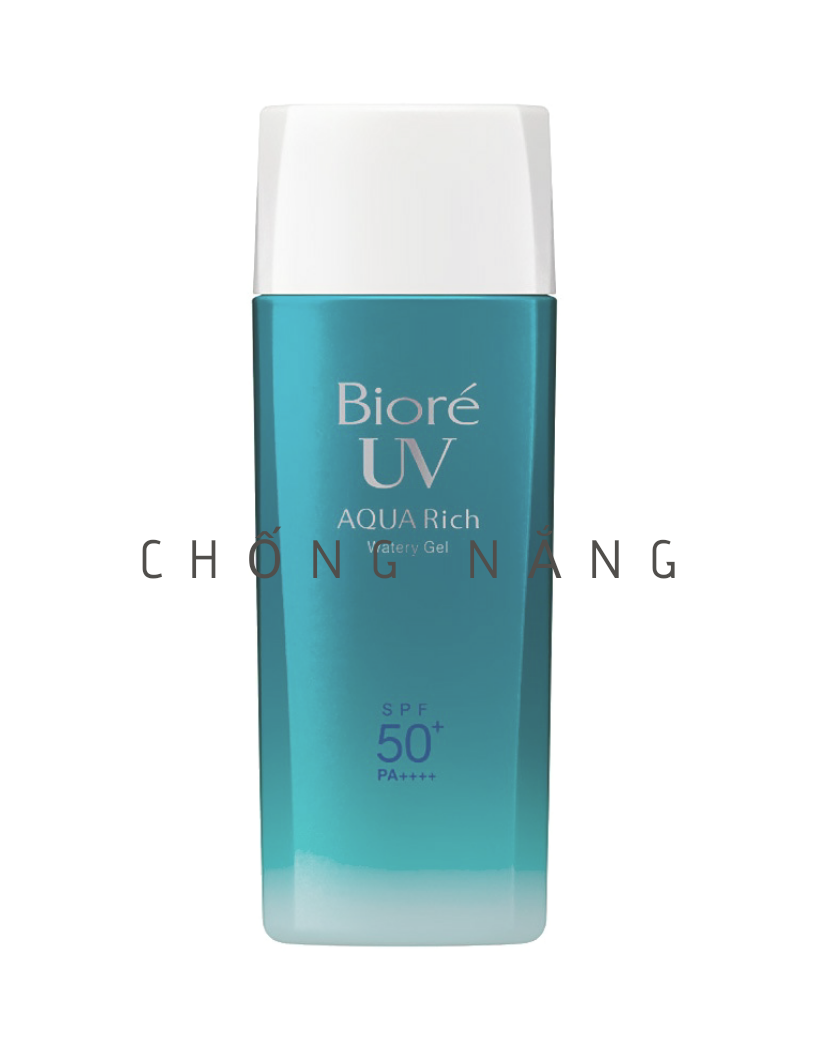 Bioré
UV
AQUA Rich
Watery Gel
CHỐNG NẮNG
SPF
50+
PA++++